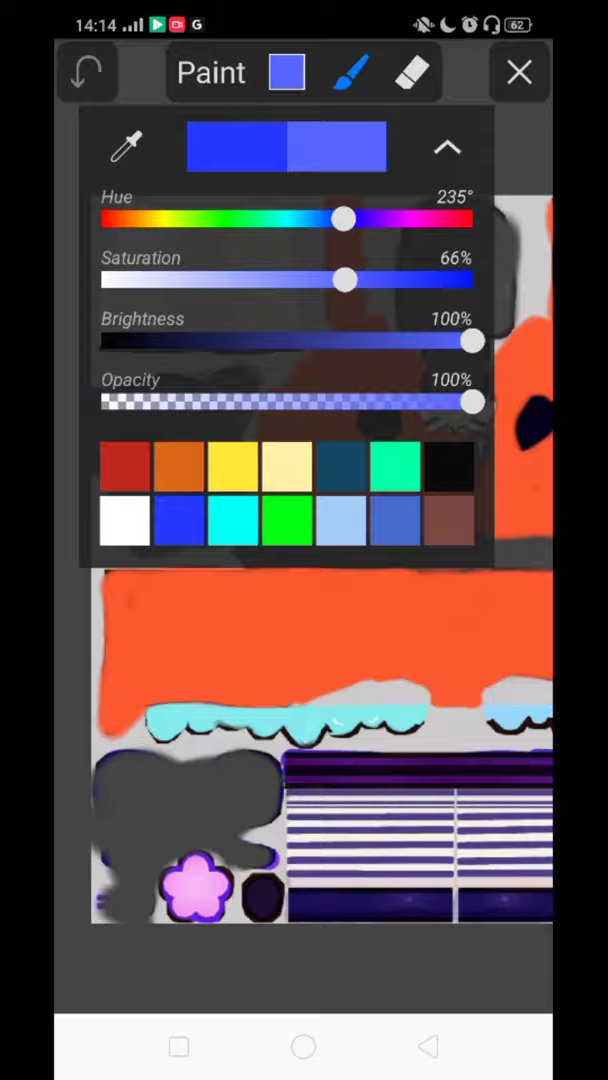 14:14 G 62
Paint
Hue 235°
Saturation 66%
Brightness 100%
Opacity 100%